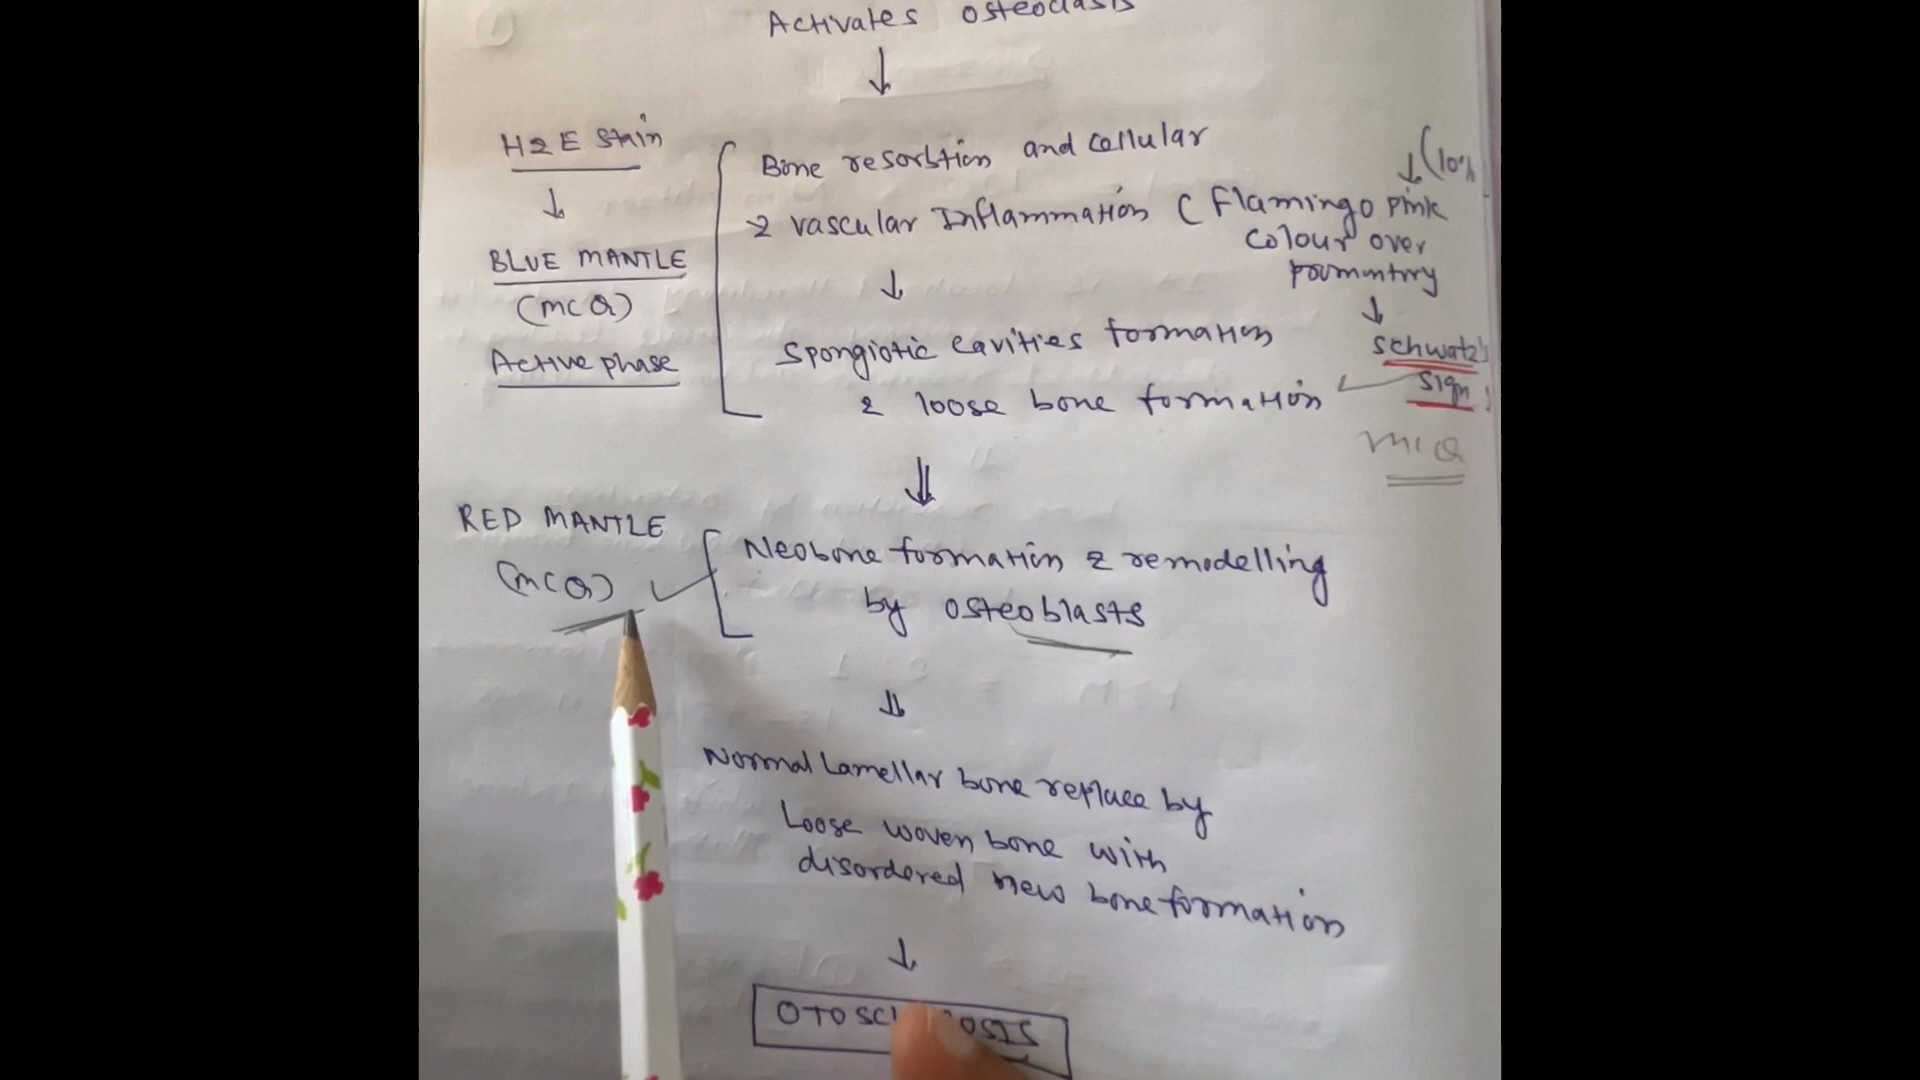 Activates osteoclasts
H & E stain
BLUE MANTLE
(MCQ)
Active phase
Bone resorbtion and cellular
& vascular Inflammation (Flamingo pink
colour over
(10%
Spongiotic cavities formation
& loose bone formation
Schwatz's
sign
MCQ
RED MANTLE
(MCQ)
Neobone formation & remodelling
by osteoblasts
Normal Lamellar bone replace by
Loose woven bone with
disordered new bone formation